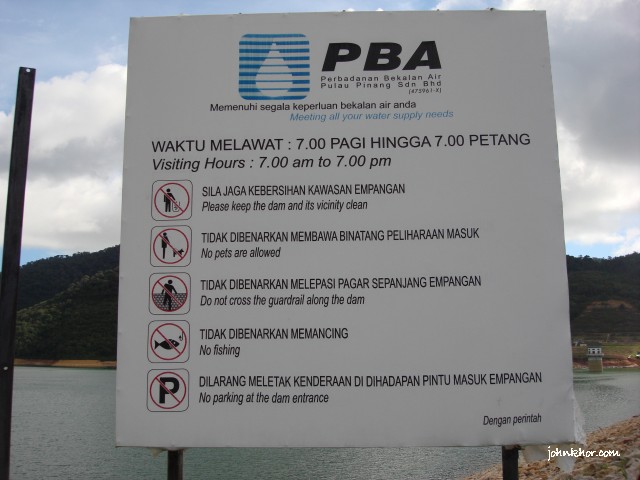 PBA
Perbadanan Bekalan Air
Pulau Pinang Sdn Bhd
(475961-X)
Memenuhi segala keperluan bekalan air anda
Meeting all your water supply needs
WAKTU MELAWAT : 7.00 PAGI HINGGA 7.00 PETANG
Visiting Hours : 7.00 am to 7.00 pm
SILA JAGA KEBERSIHAN KAWASAN EMPANGAN
Please keep the dam and its vicinity clean
TIDAK DIBENARKAN MEMBAWA BINATANG PELIHARAAN MASUK
No pets are allowed
TIDAK DIBENARKAN MELEPASI PAGAR SEPANJANG EMPANGAN
Do not cross the guardrail along the dam
TIDAK DIBENARKAN MEMANCING
No fishing
P
DILARANG MELETAK KENDERAAN DI DIHADAPAN PINTU MASUK EMPANGAN
No parking at the dam entrance
Dengan perintah
johnkhor.com